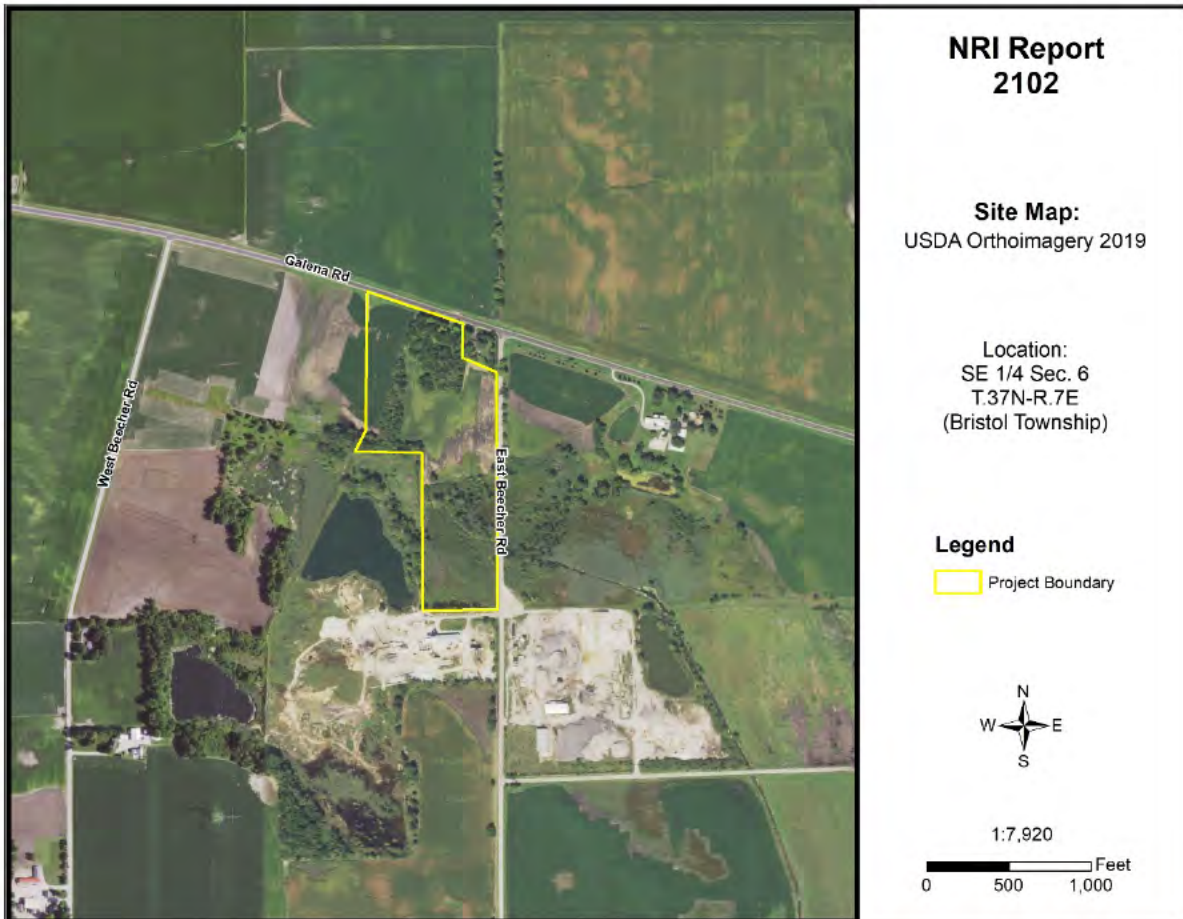 NRI Report
2102
Site Map:
USDA Orthoimagery 2019
Location:
SE 1/4 Sec. 6
T.37N-R.7E
(Bristol Township)
Legend
Project Boundary
N
W E
S
1:7,920
Feet
0 500 1,000
Galena Rd
West Beecher Rd
East Beecher Rd